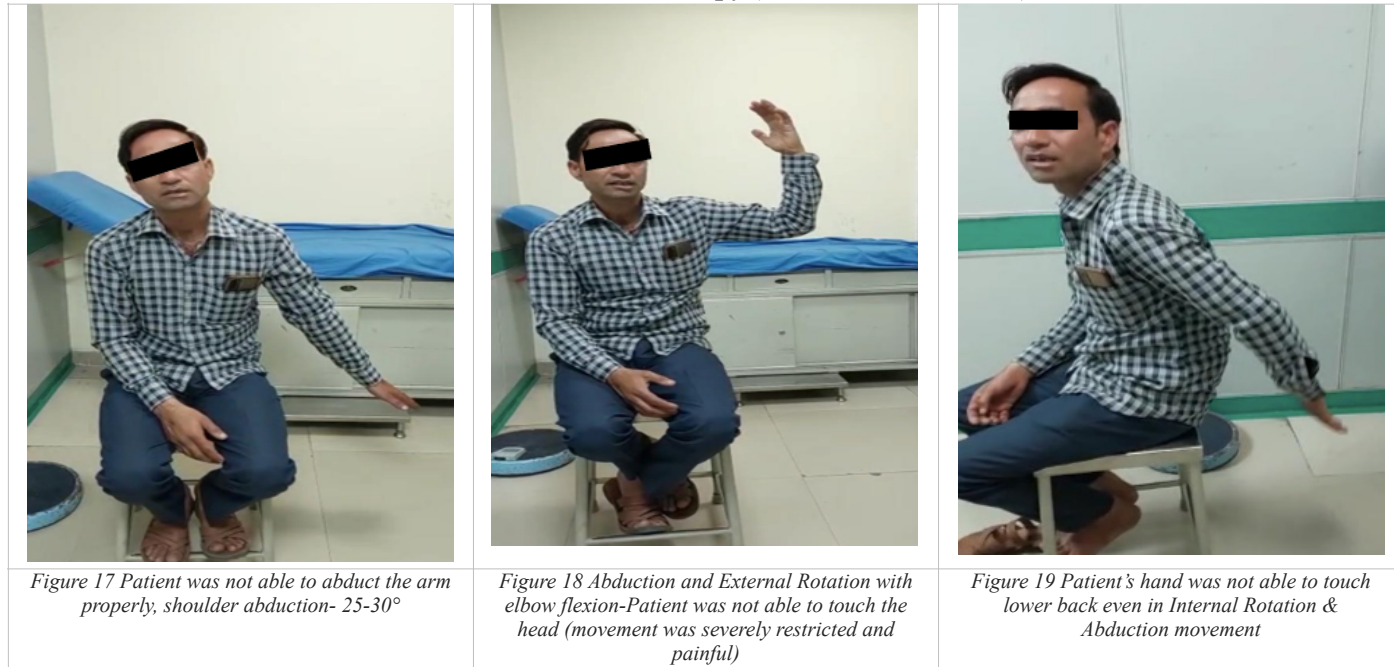 Figure 17 Patient was not able to abduct the arm
properly, shoulder abduction- 25-30°
Figure 18 Abduction and External Rotation with
elbow flexion-Patient was not able to touch the
head (movement was severely restricted and
painful)
Figure 19 Patient's hand was not able to touch
lower back even in Internal Rotation &
Abduction movement